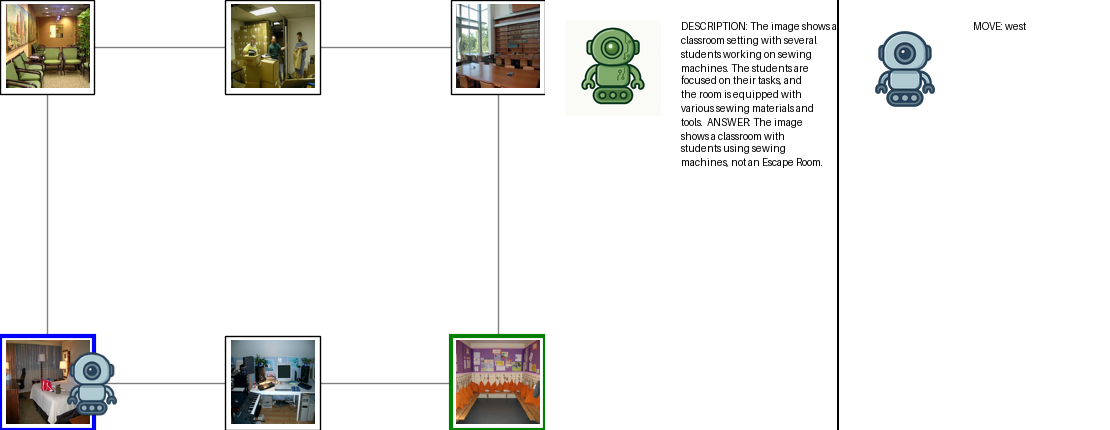 DESCRIPTION: The image shows a
classroom setting with several
students working on sewing
machines. The students are
focused on their tasks, and
the room is equipped with
various sewing materials and
tools. ANSWER: The image
shows a classroom with
students using sewing
machines, not an Escape Room.
MOVE: west